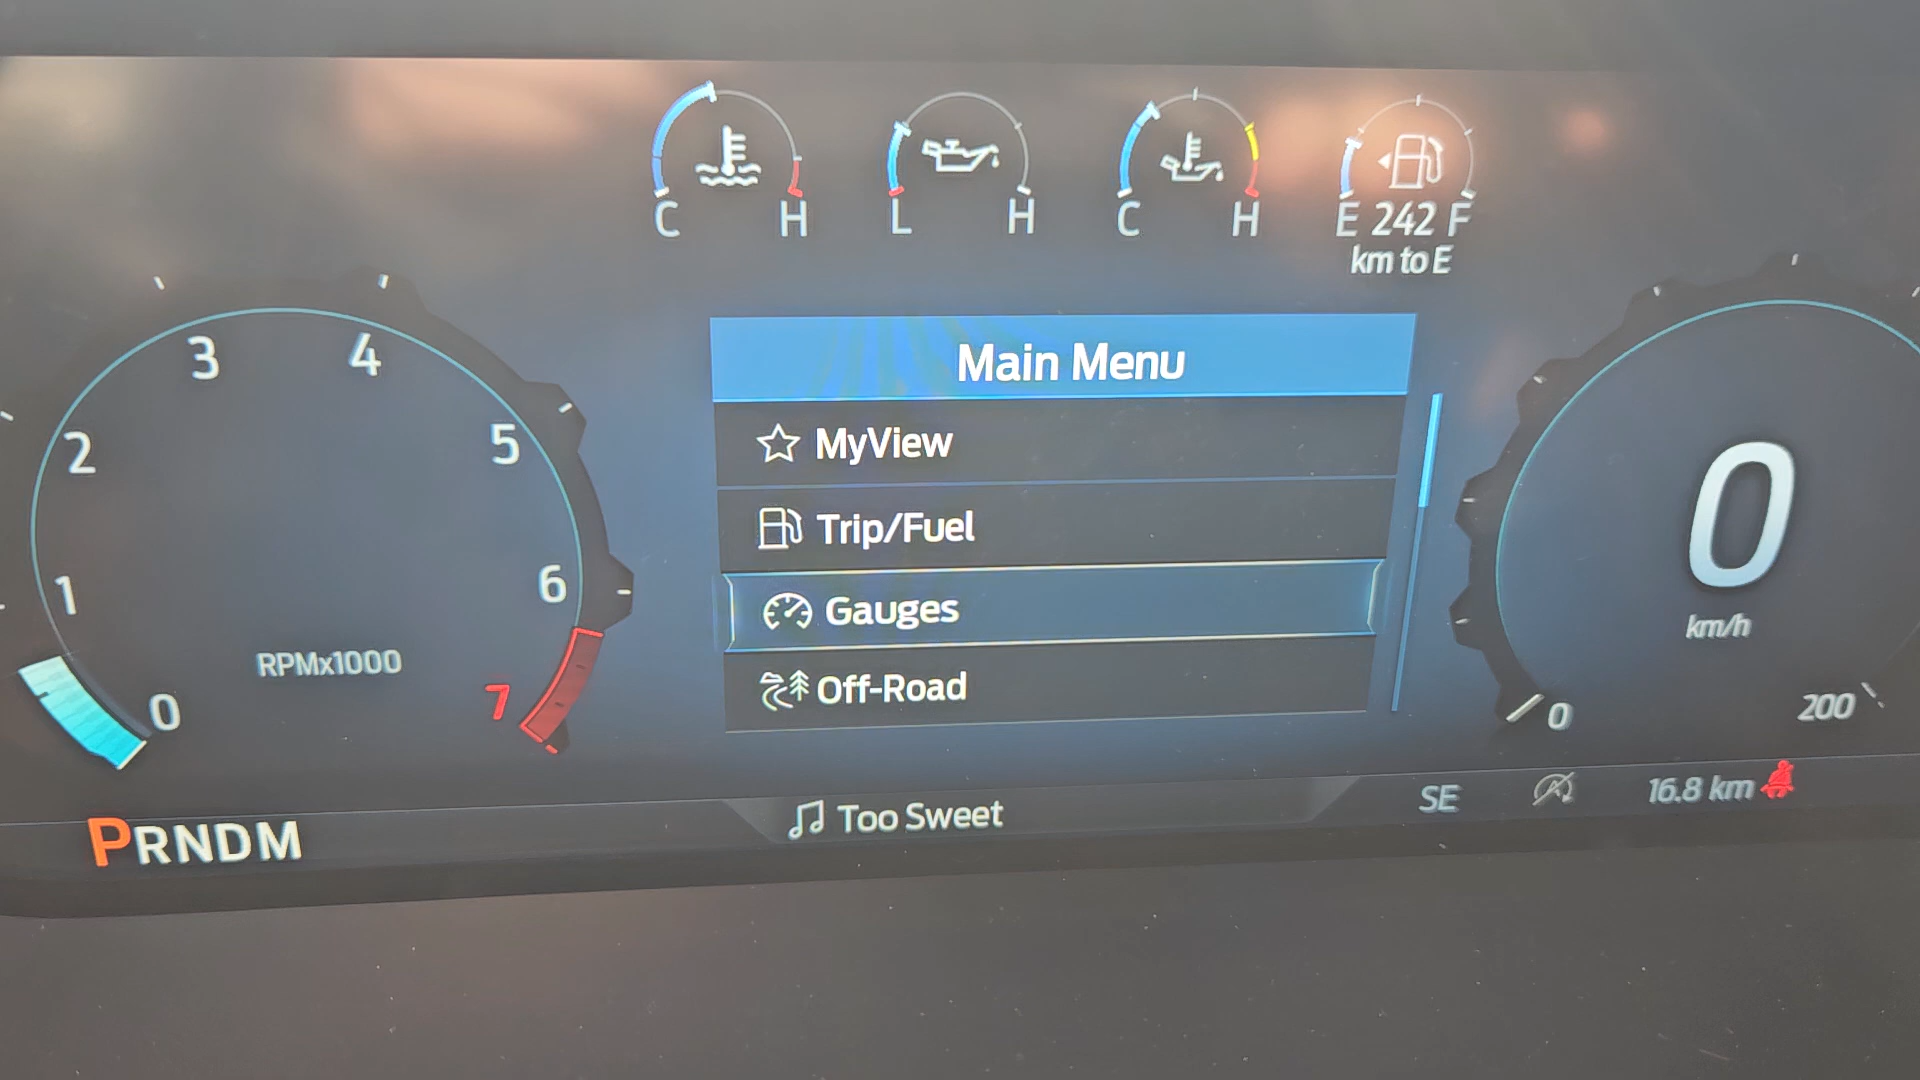 C H
L H
C H
E 242 F
km to E
Main Menu
MyView
Trip/Fuel
Gauges
Off-Road
0 1 2 3 4 5 6 7
RPMx1000
0
km/h
0 200
PRNDM
Too Sweet
SE
16.8 km